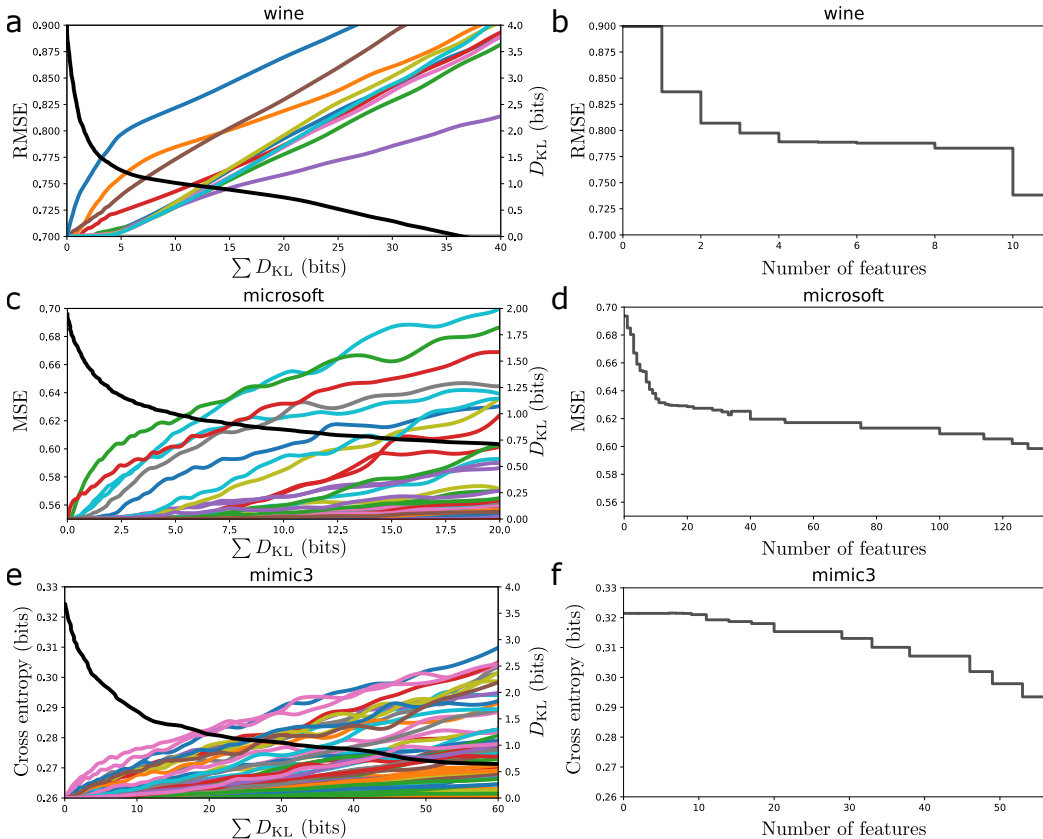 a
wine
0.900
0.875
0.850
0.825
0.800
0.775
0.750
0.725
0.700
RMSE
4.0
3.5
3.0
2.5
2.0
1.5
1.0
0.5
0.0
D_KL (bits)
0 5 10 15 20 25 30 35 40
∑ D_KL (bits)
b
wine
0.900
0.875
0.850
0.825
0.800
0.775
0.750
0.725
0.700
RMSE
0 2 4 6 8 10
Number of features
c
microsoft
0.70
0.68
0.66
0.64
0.62
0.60
0.58
0.56
MSE
2.00
1.75
1.50
1.25
1.00
0.75
0.50
0.25
0.00
D_KL (bits)
0.0 2.5 5.0 7.5 10.0 12.5 15.0 17.5 20.0
∑ D_KL (bits)
d
microsoft
0.70
0.68
0.66
0.64
0.62
0.60
0.58
0.56
MSE
0 20 40 60 80 100 120
Number of features
e
mimic3
0.33
0.32
0.31
0.30
0.29
0.28
0.27
0.26
Cross entropy (bits)
4.0
3.5
3.0
2.5
2.0
1.5
1.0
0.5
0.0
D_KL (bits)
0 10 20 30 40 50 60
∑ D_KL (bits)
f
mimic3
0.33
0.32
0.31
0.30
0.29
0.28
0.27
0.26
Cross entropy (bits)
0 10 20 30 40 50
Number of features